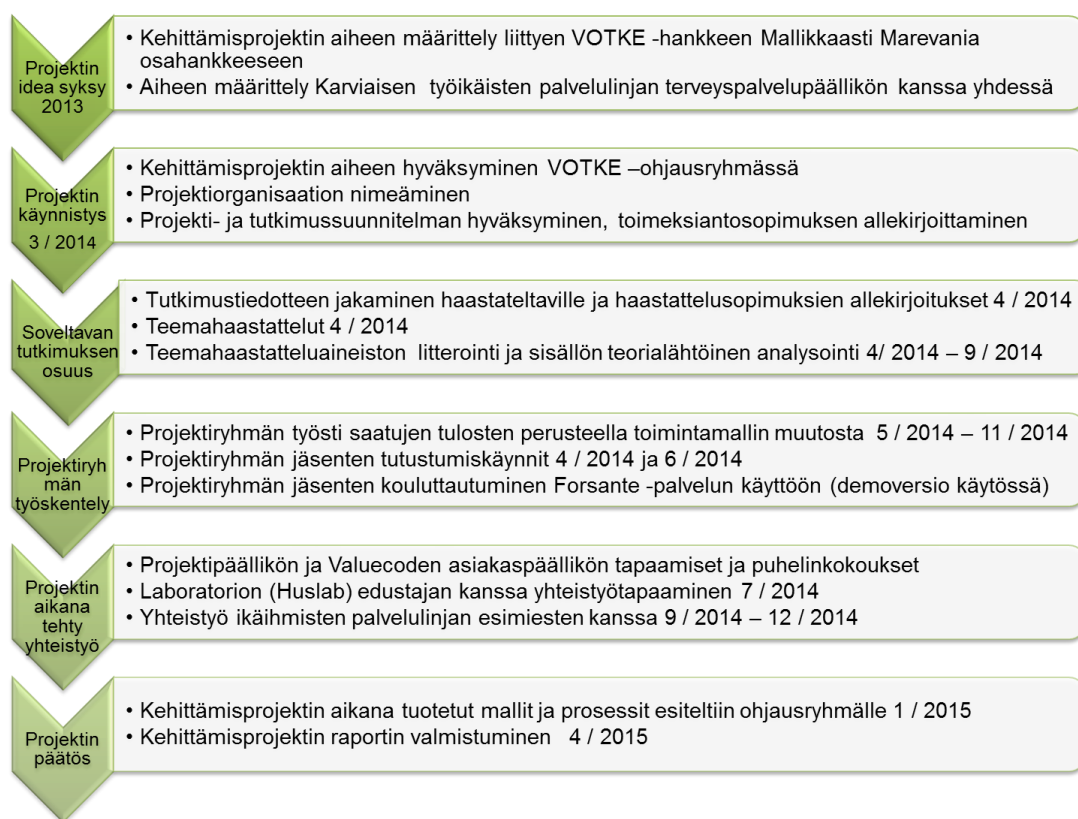 Projektin
idea syksy
2013
• Kehittämisprojektin aiheen määrittely liittyen VOTKE -hankkeen Mallikkaasti Marevania
osahankkeeseen
• Aiheen määrittely Karviaisen työikäisten palvelulinjan terveyspalvelupäällikön kanssa yhdessä
Projektin
käynnistys
3 / 2014
• Kehittämisprojektin aiheen hyväksyminen VOTKE –ohjausryhmässä
• Projektiorganisaation nimeäminen
• Projekti- ja tutkimussuunnitelman hyväksyminen, toimeksiantosopimuksen allekirjoittaminen
Soveltavan
tutkimuksen
osuus
• Tutkimustiedotteen jakaminen haastateltaville ja haastattelusopimuksien allekirjoitukset 4 / 2014
• Teemahaastattelut 4 / 2014
• Teemahaastatteluaineiston litterointi ja sisällön teorialähtöinen analysointi 4/ 2014 – 9 / 2014
Projektiryh
män
työskentely
• Projektiryhmän työsti saatujen tulosten perusteella toimintamallin muutosta 5 / 2014 – 11 / 2014
• Projektiryhmän jäsenten tutustumiskäynnit 4 / 2014 ja 6 / 2014
• Projektiryhmän jäsenten kouluttautuminen Forsante -palvelun käyttöön (demoversio käytössä)
Projektin
aikana
tehty
yhteistyö
• Projektipäällikön ja Valuecoden asiakaspäällikön tapaamiset ja puhelinkokoukset
• Laboratorion (Huslab) edustajan kanssa yhteistyötapaaminen 7 / 2014
• Yhteistyö ikäihmisten palvelulinjan esimiesten kanssa 9 / 2014 – 12 / 2014
Projektin
päätös
• Kehittämisprojektin aikana tuotetut mallit ja prosessit esiteltiin ohjausryhmälle 1 / 2015
• Kehittämisprojektin raportin valmistuminen 4 / 2015